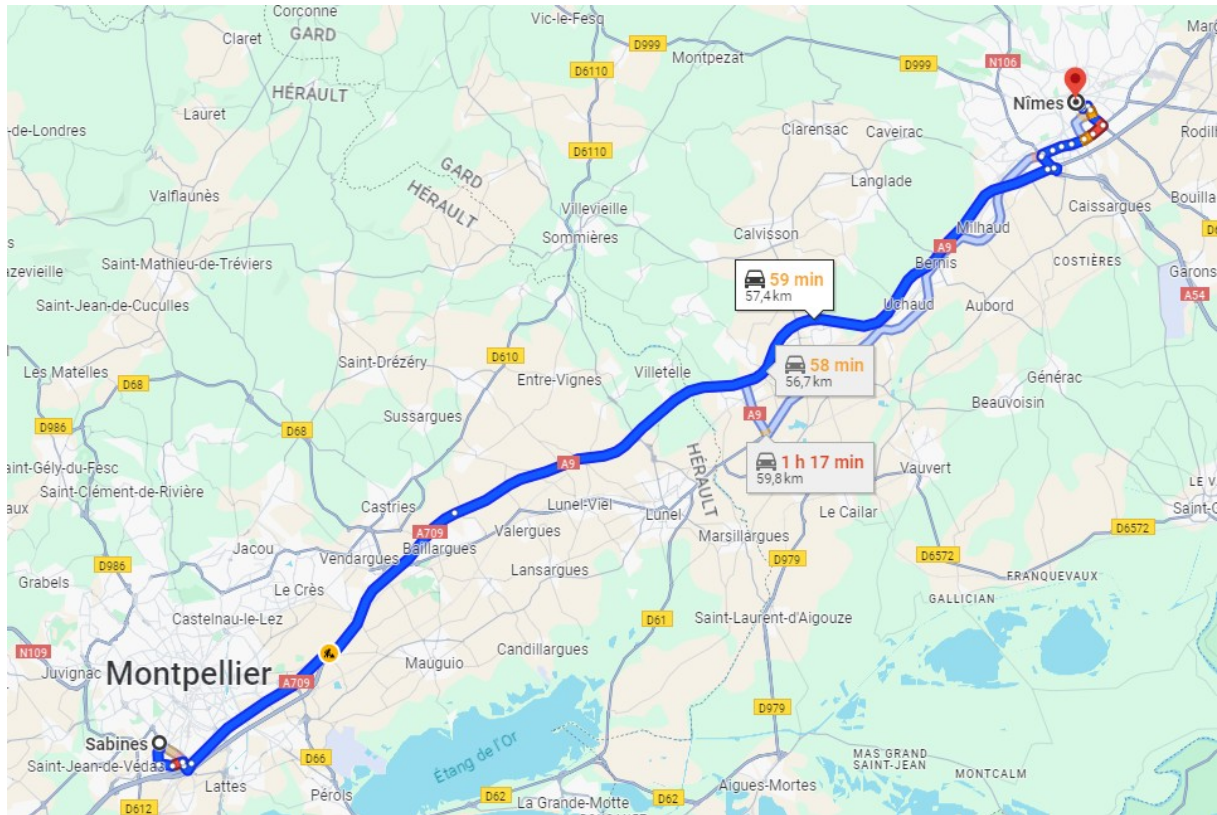 Corconne
GARD
HÉRAULT
Claret
Vic-le-Fesq
D999
Montpezat
D999
N106
Nîmes
D6110
Lauret
-de-Londres
Clarensac
Caveirac
Rodilh
D6110
GARD
HÉRAULT
Valflaunès
Langlade
Villevieille
Caissargues
Bouilla
Sommières
Calvisson
Milhaud
A9
Bernis
COSTIÈRES
Garons
A54
azevieille
Saint-Mathieu-de-Tréviers
59 min
57,4 km
Saint-Jean-de-Cuculles
Uchaud
Aubord
Saint-Drézéry
D610
58 min
56,7 km
Les Matelles
D68
Entre-Vignes
Villetelle
Générac
Beauvoisin
Sussargues
A9
D986
D68
HÉRAULT
1 h 17 min
59,8 km
aint-Gély-du-Fesc
A9
Vauvert
Saint-Clément-de-Rivière
Castries
Lunel-Viel
Lunel
Le Cailar
A709
Valergues
Marsillargues
D6572
Jacou
Vendargues
Baillargues
D986
Lansargues
D979
D6572
Grabels
Le Crès
FRANQUEVAUX
GALLICIAN
Castelnau-le-Lez
D61
Saint-Laurent-d'Aigouze
N109
Candillargues
Juvignac
Mauguio
Montpellier
A709
D979
Sabines
Étang de l'Or
D66
MAS GRAND
SAINT-JEAN
MONTCALM
Lattes
Pérols
D612
D62
La Grande-Motte
D62
Aigues-Mortes